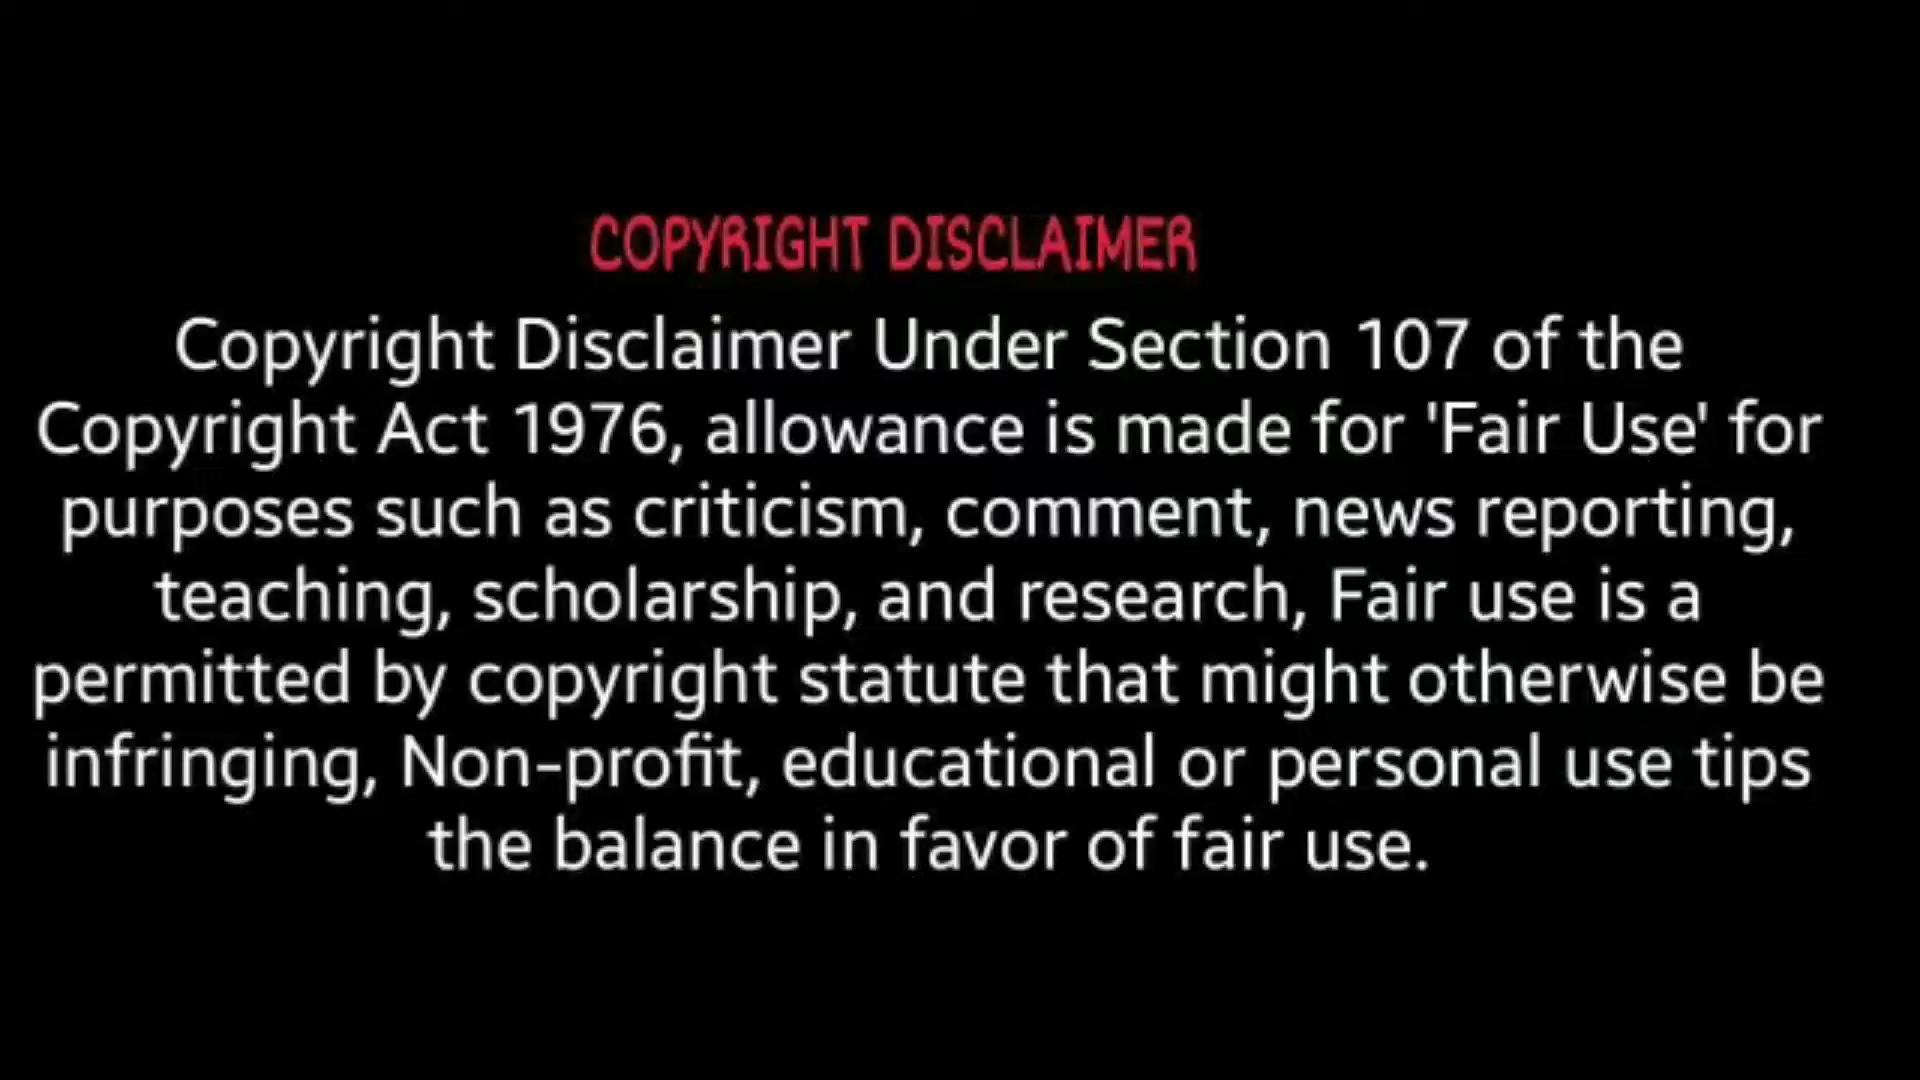 COPYRIGHT DISCLAIMER
Copyright Disclaimer Under Section 107 of the
Copyright Act 1976, allowance is made for 'Fair Use' for
purposes such as criticism, comment, news reporting,
teaching, scholarship, and research, Fair use is a
permitted by copyright statute that might otherwise be
infringing, Non-profit, educational or personal use tips
the balance in favor of fair use.